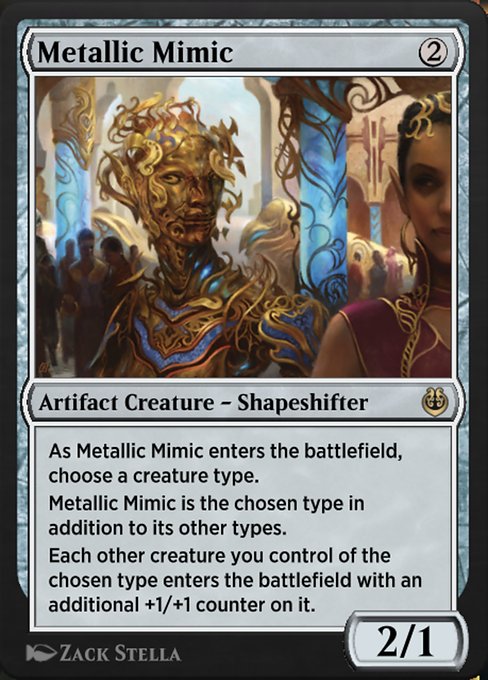 Metallic Mimic 2
Artifact Creature – Shapeshifter
As Metallic Mimic enters the battlefield,
choose a creature type.
Metallic Mimic is the chosen type in
addition to its other types.
Each other creature you control of the
chosen type enters the battlefield with an
additional +1/+1 counter on it.
2/1
Zack Stella